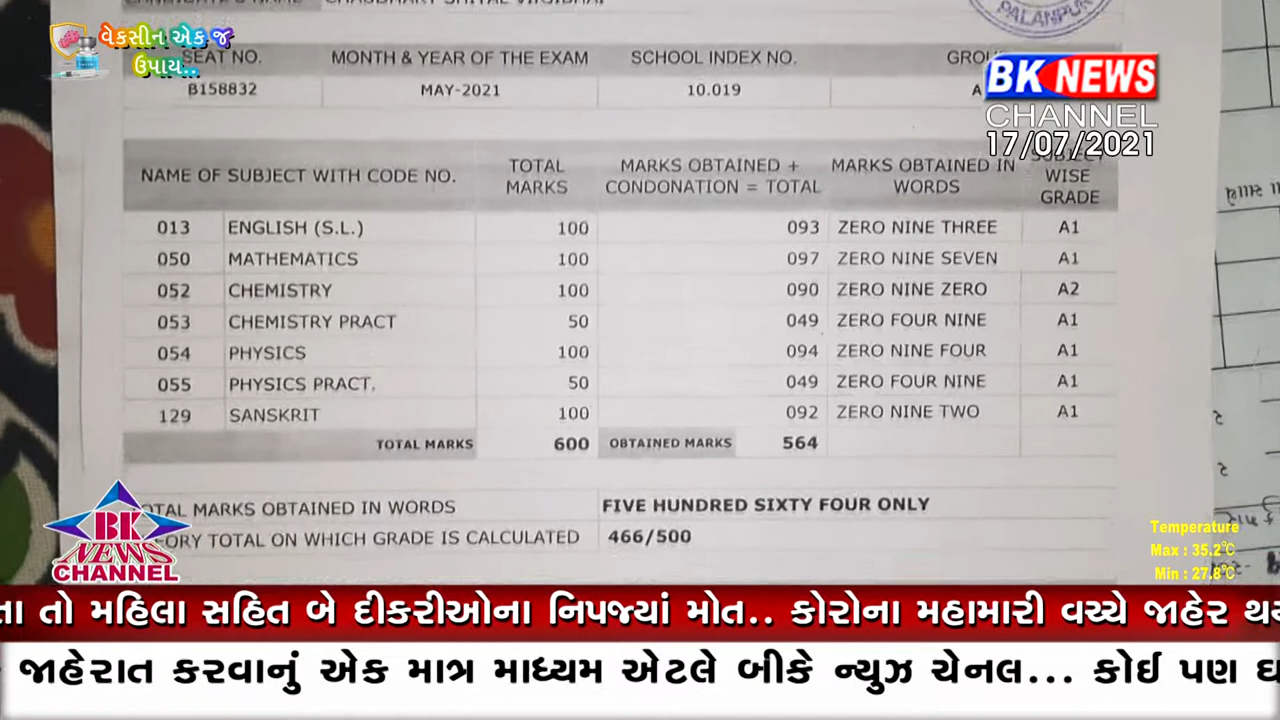 PALANPUR
વેકસીન એક જ
ઉપાય..
SEAT NO. MONTH & YEAR OF THE EXAM SCHOOL INDEX NO.
B158832 MAY-2021 10.019
BK NEWS
CHANNEL
17/07/2021
NAME OF SUBJECT WITH CODE NO. TOTAL MARKS MARKS OBTAINED + CONDONATION = TOTAL MARKS OBTAINED IN WORDS SUBJECT WISE GRADE
013 ENGLISH (S.L.) 100 093 ZERO NINE THREE A1
050 MATHEMATICS 100 097 ZERO NINE SEVEN A1
052 CHEMISTRY 100 090 ZERO NINE ZERO A2
053 CHEMISTRY PRACT 50 049 ZERO FOUR NINE A1
054 PHYSICS 100 094 ZERO NINE FOUR A1
055 PHYSICS PRACT. 50 049 ZERO FOUR NINE A1
129 SANSKRIT 100 092 ZERO NINE TWO A1
TOTAL MARKS 600 OBTAINED MARKS 564
MARKS OBTAINED IN WORDS FIVE HUNDRED SIXTY FOUR ONLY
TOTAL ON WHICH GRADE IS CALCULATED 466/500
BK
NEWS
CHANNEL
Temperature
Max : 35.2℃
Min : 27.8℃
તો મહિલા સહિત બે દીકરીઓના નિપજ્યાં મોત.. કોરોના મહામારી વચ્ચે જાહેર
જાહેરાત કરવાનું એક માત્ર માધ્યમ એટલે બીકે ન્યુઝ ચેનલ... કોઈ પણ